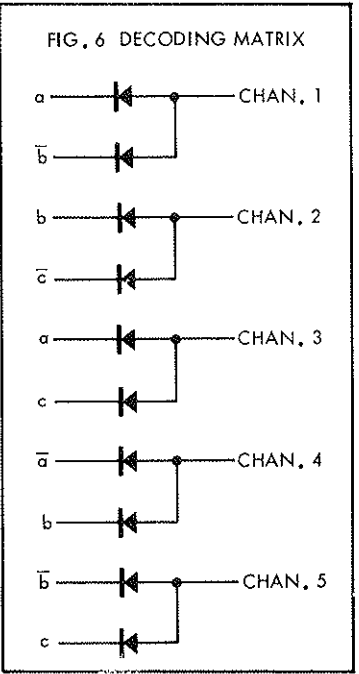 FIG. 6 DECODING MATRIX
a CHAN. 1
b̅
b CHAN. 2
c̅
a CHAN. 3
c
a̅ CHAN. 4
b
b̅ CHAN. 5
c